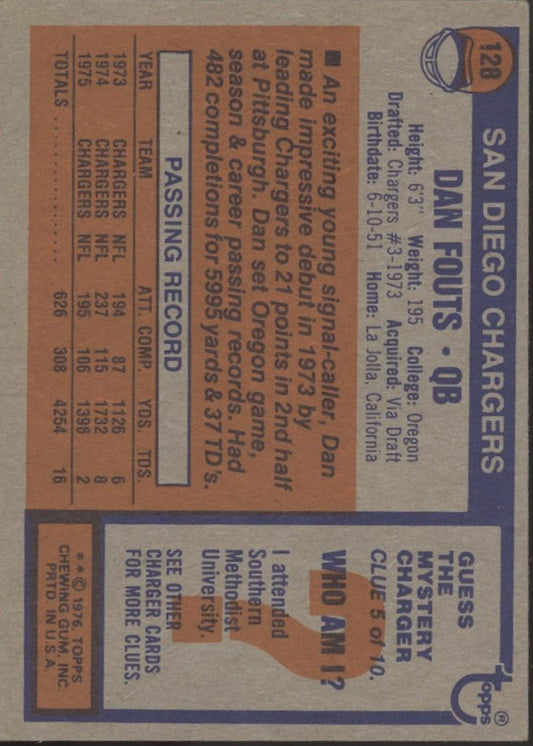 128
SAN DIEGO CHARGERS
DAN FOUTS • QB
Height: 6'3" Weight: 195 College: Oregon
Drafted: Chargers #3-1973 Acquired: Via Draft
Birthdate: 6-10-51 Home: La Jolla, California
■ An exciting young signal-caller, Dan
made impressive debut in 1973 by
leading Chargers to 21 points in 2nd half
at Pittsburgh. Dan set Oregon game,
season & career passing records. Had
482 completions for 5995 yards & 37 TD's.
PASSING RECORD
YEAR TEAM ATT. COMP. YDS. TDS.
1973 CHARGERS NFL 194 87 1126 6
1974 CHARGERS NFL 237 115 1732 8
1975 CHARGERS NFL 195 106 1396 2
TOTALS .................. 626 308 4254 16
topps®
GUESS
THE
MYSTERY
CHARGER
CLUE 5 of 10.
WHO AM I?
?
I attended
Southern
Methodist
University.
SEE OTHER
CHARGER CARDS
FOR MORE CLUES.
**© 1976, TOPPS
CHEWING GUM, INC.
PRTD. IN U.S.A.